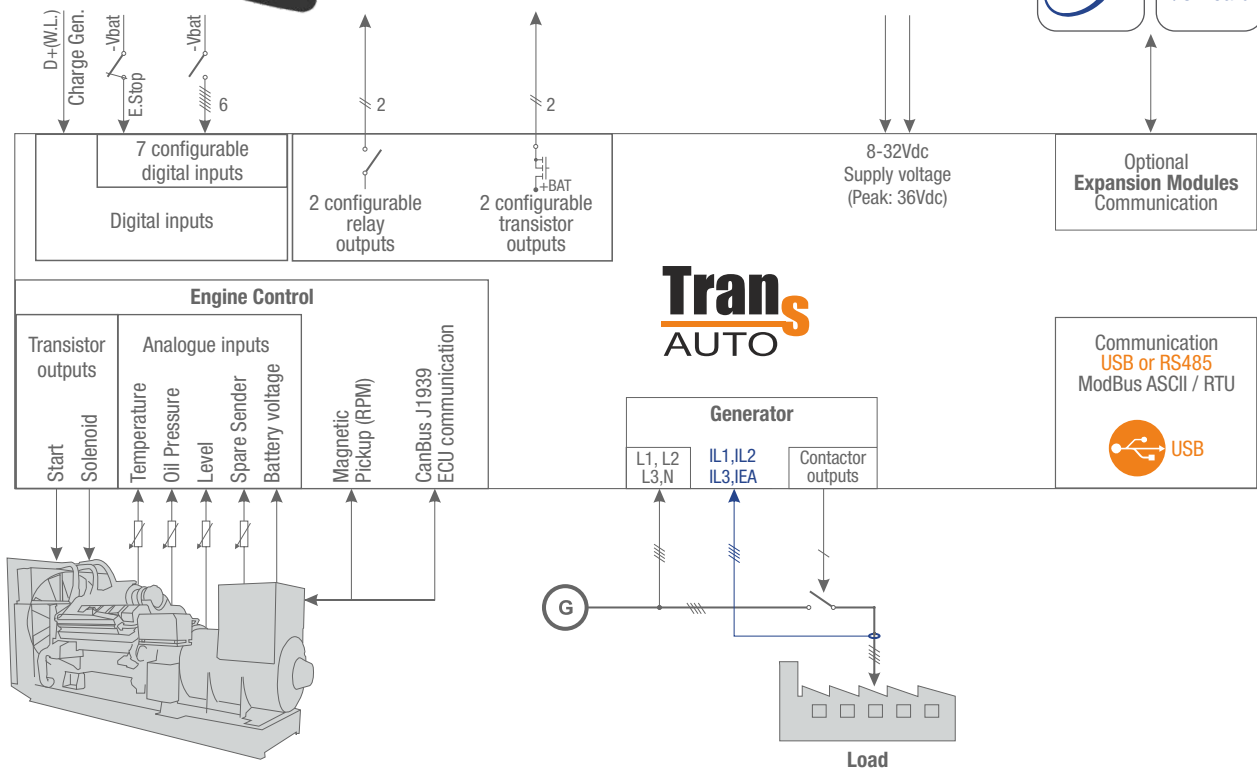 D+(W.L.)
Charge Gen.
-Vbat
E.Stop
-Vbat
6
2
2
7 configurable
digital inputs
Digital inputs
2 configurable
relay
outputs
+BAT
2 configurable
transistor
outputs
8-32Vdc
Supply voltage
(Peak: 36Vdc)
Optional
Expansion Modules
Communication
Engine Control
Transistor
outputs
Start
Solenoid
Analogue inputs
Temperature
Oil Pressure
Level
Spare Sender
Battery voltage
Magnetic
Pickup (RPM)
CanBus J1939
ECU communication
Trans
AUTO
Communication
USB or RS485
ModBus ASCII / RTU
USB
Generator
L1, L2
L3,N
IL1,IL2
IL3,IEA
Contactor
outputs
G
Load